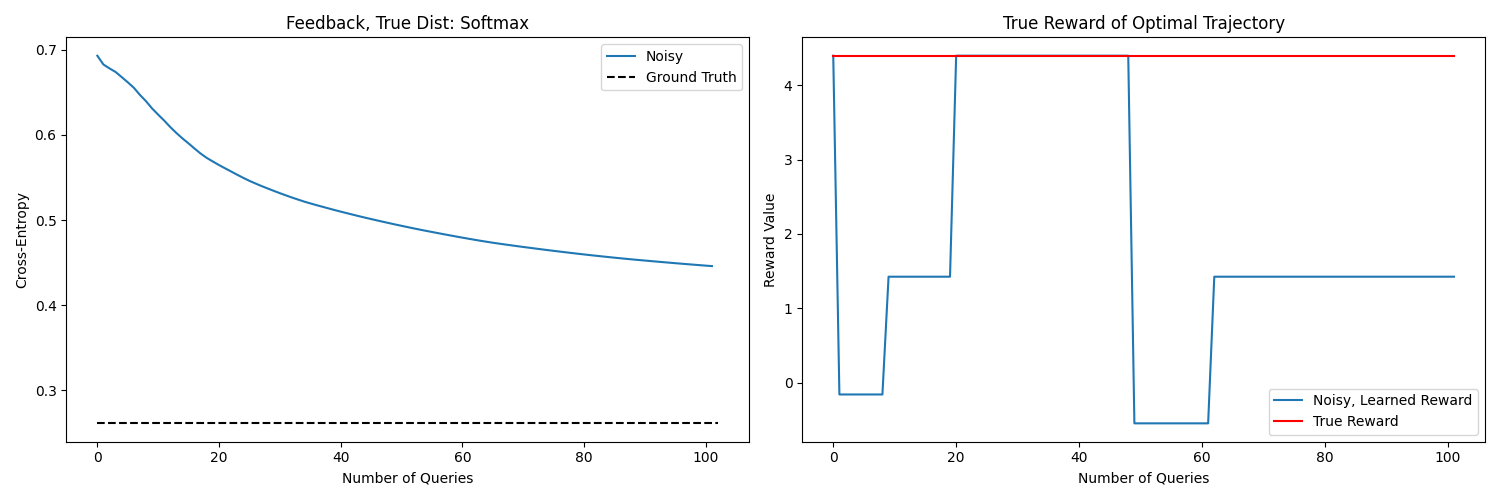 Feedback, True Dist: Softmax
Cross-Entropy
0.7
0.6
0.5
0.4
0.3
Noisy
Ground Truth
0 20 40 60 80 100
Number of Queries
True Reward of Optimal Trajectory
Reward Value
4
3
2
1
0
Noisy, Learned Reward
True Reward
0 20 40 60 80 100
Number of Queries